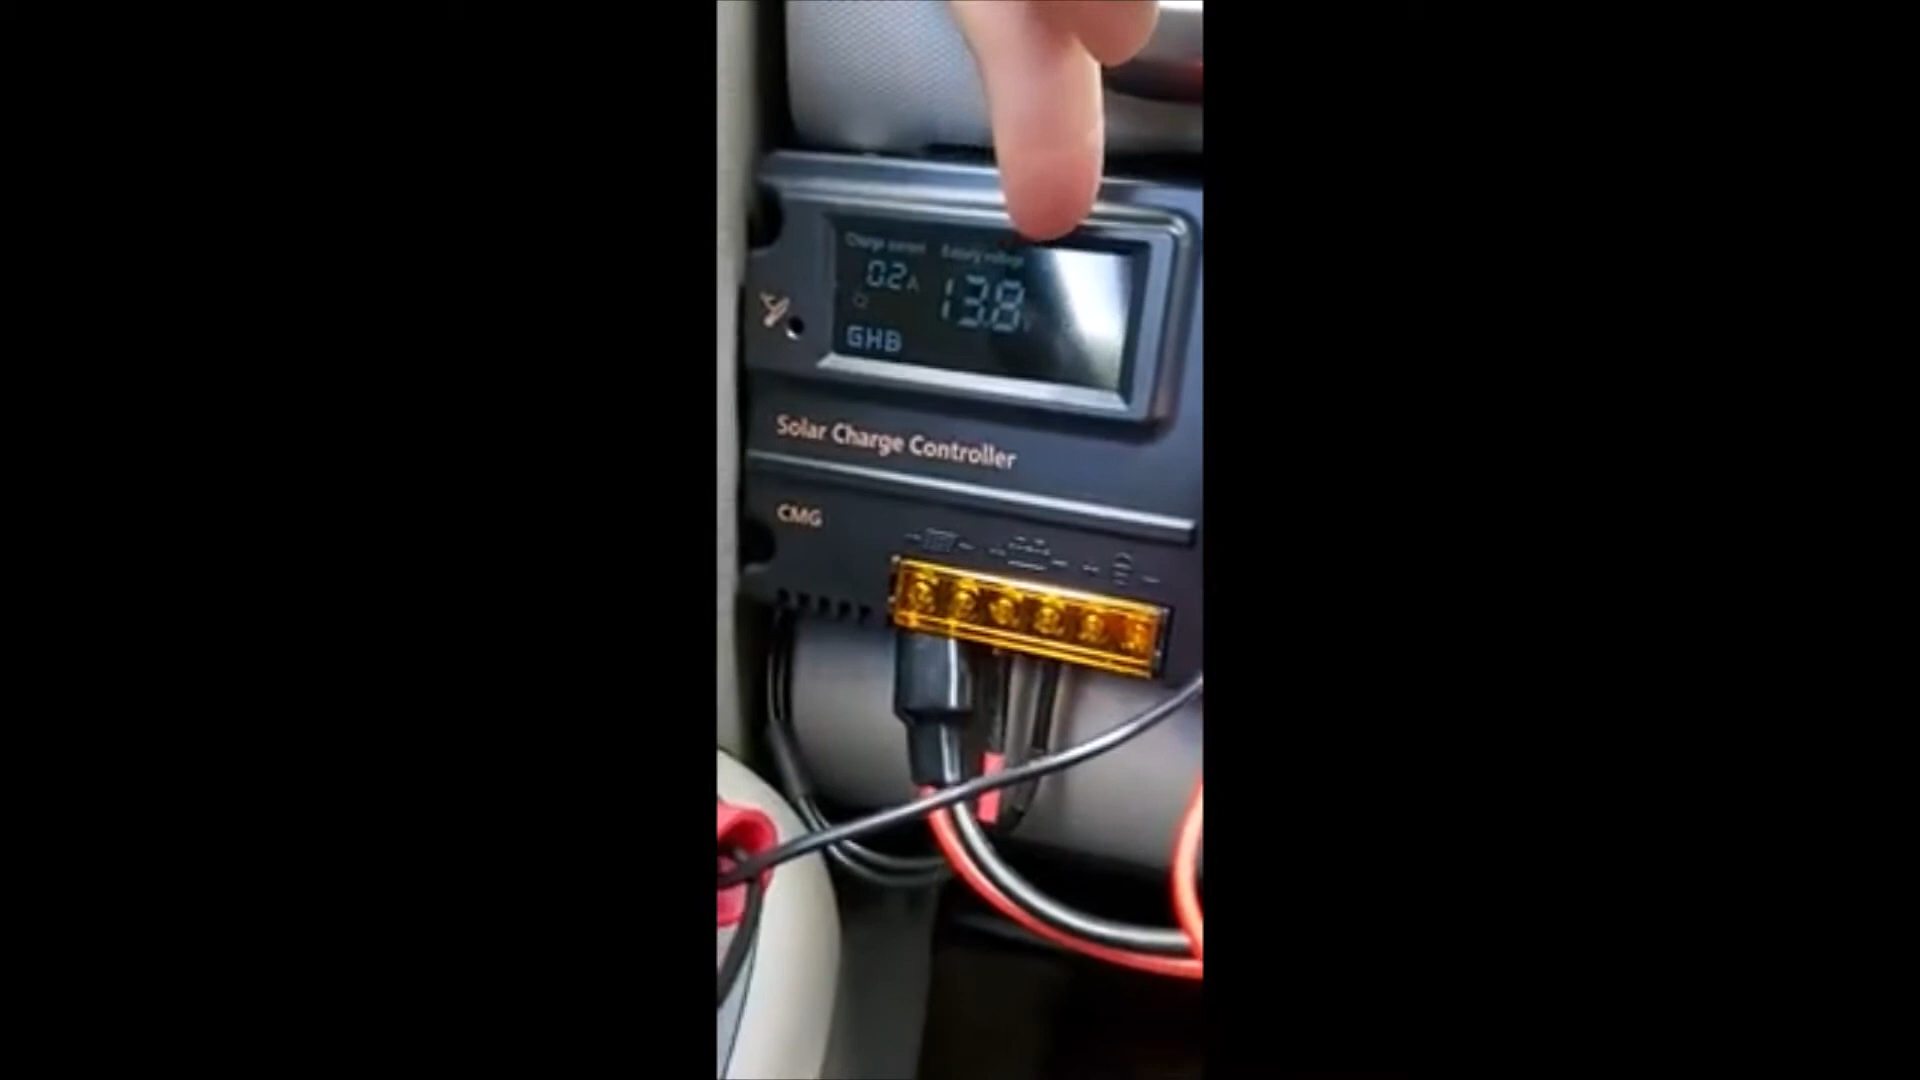 Charge current Battery voltage
02A 13.8V
GHB
Solar Charge Controller
CMG